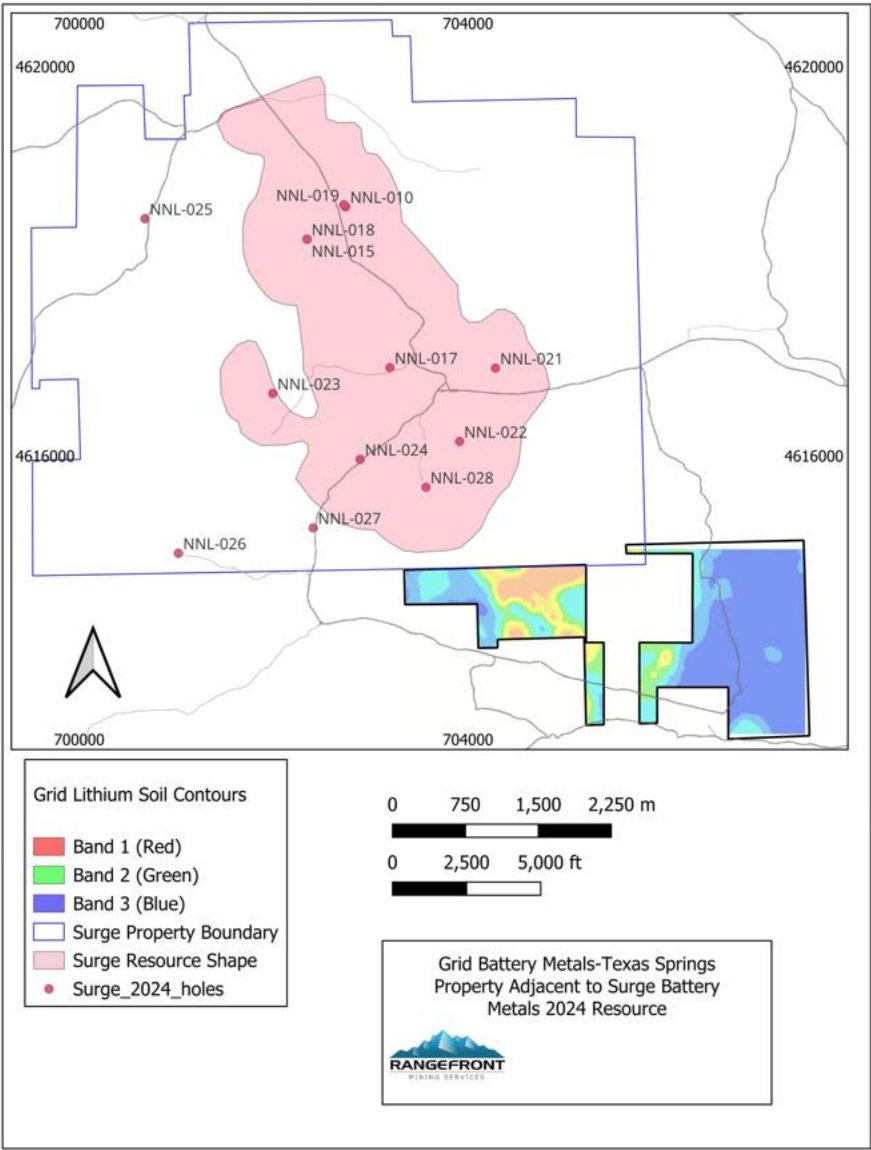 700000 704000
4620000 4620000
NNL-019 NNL-010
NNL-025
NNL-018
NNL-015
NNL-017 NNL-021
NNL-023
NNL-022
4616000 NNL-024 4616000
NNL-028
NNL-027
NNL-026
700000 704000
Grid Lithium Soil Contours
Band 1 (Red)
Band 2 (Green)
Band 3 (Blue)
Surge Property Boundary
Surge Resource Shape
Surge_2024_holes
0 750 1,500 2,250 m
0 2,500 5,000 ft
Grid Battery Metals-Texas Springs
Property Adjacent to Surge Battery
Metals 2024 Resource
RANGEFRONT
MINING SERVICES